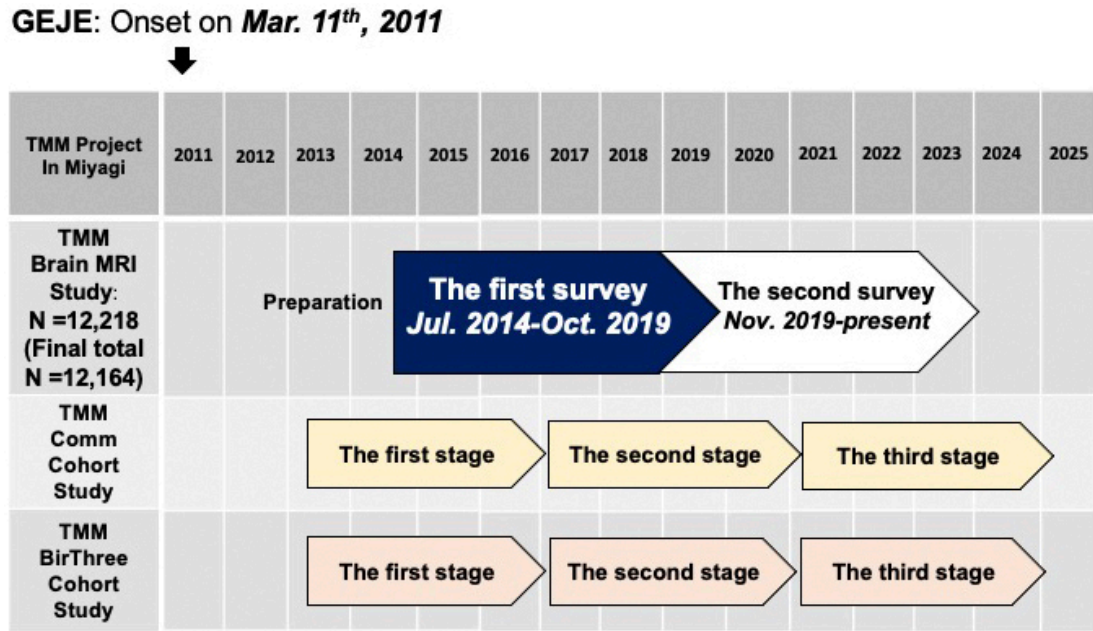 GEJE: Onset on Mar. 11th, 2011
TMM Project
In Miyagi
2011 2012 2013 2014 2015 2016 2017 2018 2019 2020 2021 2022 2023 2024 2025
TMM
Brain MRI
Study:
N =12,218
(Final total
N =12,164)
Preparation
The first survey
Jul. 2014-Oct. 2019
The second survey
Nov. 2019-present
TMM
Comm
Cohort
Study
The first stage
The second stage
The third stage
TMM
BirThree
Cohort
Study
The first stage
The second stage
The third stage